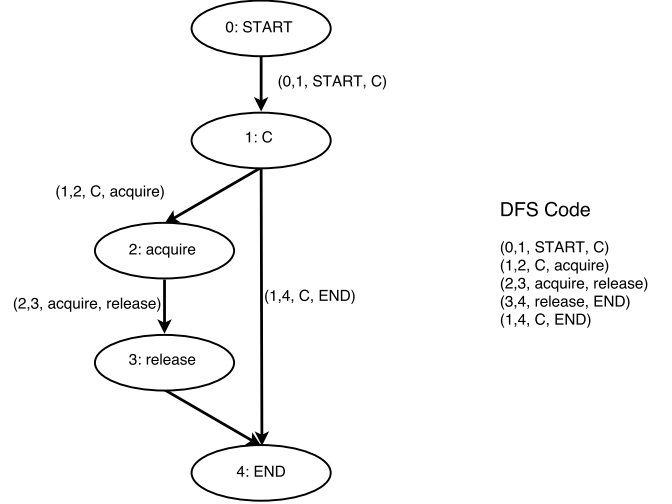 0: START
(0,1, START, C)
1: C
(1,2, C, acquire)
2: acquire
(2,3, acquire, release)
(1,4, C, END)
3: release
4: END
DFS Code
(0,1, START, C)
(1,2, C, acquire)
(2,3, acquire, release)
(3,4, release, END)
(1,4, C, END)